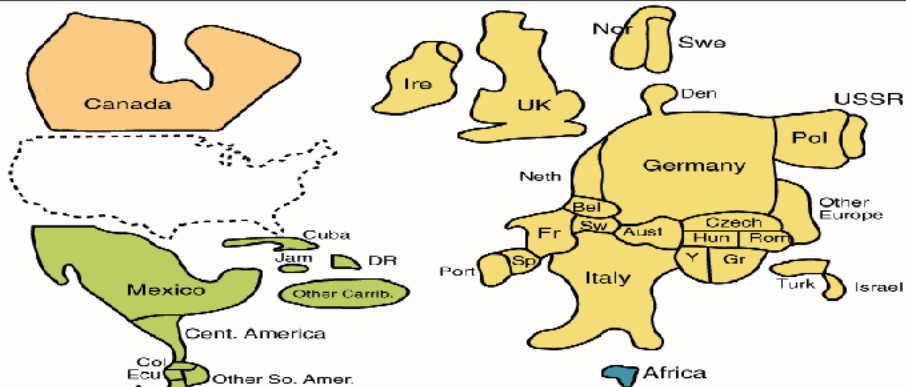 Canada
Ire
UK
Nor
Swe
Den
USSR
Pol
Germany
Neth
Bel
Other
Europe
Czech
Fr
Sw
Aust
Hun
Rom
Cuba
Jam
DR
Port
Sp
Y
Gr
Italy
Turk
Israel
Mexico
Other Carrib.
Cent. America
Col
Ecu
Other So. Amer.
Africa